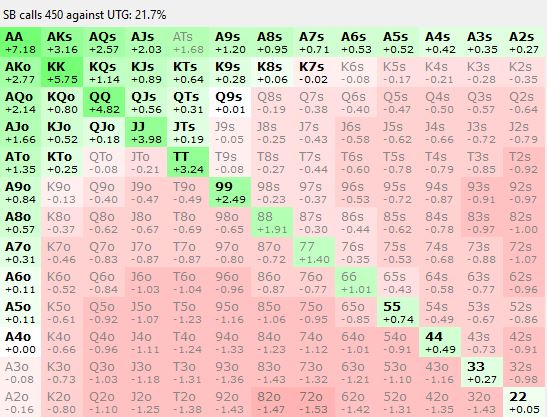 SB calls 450 against UTG: 21.7%
AA AKs AQs AJs ATs A9s A8s A7s A6s A5s A4s A3s A2s
+7.18 +3.16 +2.57 +2.03 +1.68 +1.20 +0.95 +0.71 +0.53 +0.52 +0.42 +0.35 +0.27
AKo KK KQs KJs KTs K9s K8s K7s K6s K5s K4s K3s K2s
+2.77 +5.75 +1.14 +0.89 +0.64 +0.28 +0.06 -0.02 -0.08 -0.17 -0.21 -0.28 -0.35
AQo KQo QQ QJs QTs Q9s Q8s Q7s Q6s Q5s Q4s Q3s Q2s
+2.14 +0.80 +4.82 +0.56 +0.31 +0.01 -0.19 -0.38 -0.40 -0.47 -0.50 -0.57 -0.64
AJo KJo QJo JJ JTs J9s J8s J7s J6s J5s J4s J3s J2s
+1.66 +0.52 +0.18 +3.98 +0.19 -0.05 -0.25 -0.43 -0.58 -0.62 -0.66 -0.72 -0.79
ATo KTo QTo JTo TT T9s T8s T7s T6s T5s T4s T3s T2s
+1.35 +0.25 -0.08 -0.21 +3.24 -0.08 -0.27 -0.44 -0.60 -0.78 -0.79 -0.85 -0.92
A9o K9o Q9o J9o T9o 99 98s 97s 96s 95s 94s 93s 92s
+0.84 -0.13 -0.40 -0.47 -0.49 +2.49 -0.23 -0.37 -0.53 -0.72 -0.87 -0.91 -0.97
A8o K8o Q8o J8o T8o 98o 88 87s 86s 85s 84s 83s 82s
+0.57 -0.37 -0.62 -0.67 -0.69 -0.65 +1.91 -0.30 -0.44 -0.62 -0.78 -0.97 -1.00
A7o K7o Q7o J7o T7o 97o 87o 77 76s 75s 74s 73s 72s
+0.31 -0.46 -0.83 -0.87 -0.87 -0.80 -0.72 +1.40 -0.35 -0.53 -0.68 -0.88 -1.07
A6o K6o Q6o J6o T6o 96o 86o 76o 66 65s 64s 63s 62s
+0.11 -0.52 -0.84 -1.03 -1.04 -0.96 -0.87 -0.77 +1.01 -0.43 -0.58 -0.77 -0.96
A5o K5o Q5o J5o T5o 95o 85o 75o 65o 55 54s 53s 52s
+0.11 -0.61 -0.92 -1.07 -1.23 -1.16 -1.06 -0.95 -0.85 +0.74 -0.49 -0.67 -0.86
A4o K4o Q4o J4o T4o 94o 84o 74o 64o 54o 44 43s 42s
+0.00 -0.66 -0.96 -1.11 -1.24 -1.33 -1.23 -1.12 -1.01 -0.91 +0.49 -0.73 -0.91
A3o K3o Q3o J3o T3o 93o 83o 73o 63o 53o 43o 33 32s
-0.08 -0.73 -1.03 -1.18 -1.31 -1.36 -1.43 -1.32 -1.21 -1.10 -1.16 +0.27 -0.98
A2o K2o Q2o J2o T2o 92o 82o 72o 62o 52o 42o 32o 22
-0.16 -0.80 -1.10 -1.25 -1.38 -1.43 -1.47 -1.53 -1.42 -1.31 -1.35 -1.43 +0.05